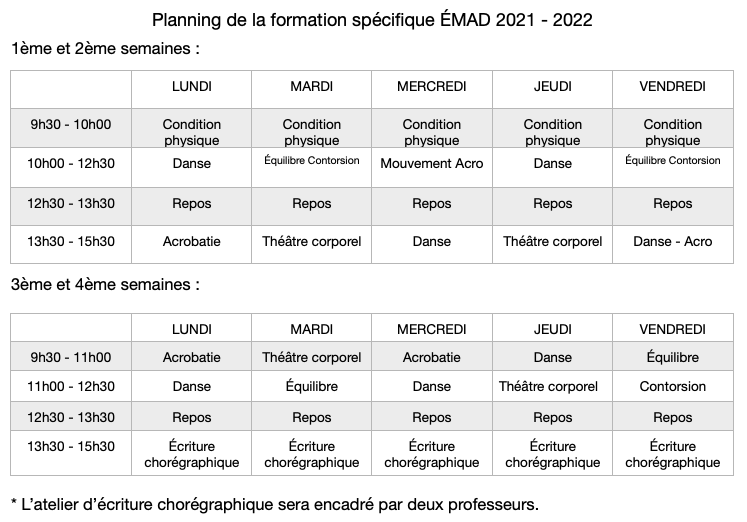 Planning de la formation spécifique ÉMAD 2021 - 2022
1ème et 2ème semaines :
LUNDI MARDI MERCREDI JEUDI VENDREDI
9h30 - 10h00 Condition physique Condition physique Condition physique Condition physique Condition physique
10h00 - 12h30 Danse Équilibre Contorsion Mouvement Acro Danse Équilibre Contorsion
12h30 - 13h30 Repos Repos Repos Repos Repos
13h30 - 15h30 Acrobatie Théâtre corporel Danse Théâtre corporel Danse - Acro
3ème et 4ème semaines :
LUNDI MARDI MERCREDI JEUDI VENDREDI
9h30 - 11h00 Acrobatie Théâtre corporel Acrobatie Danse Équilibre
11h00 - 12h30 Danse Équilibre Danse Théâtre corporel Contorsion
12h30 - 13h30 Repos Repos Repos Repos Repos
13h30 - 15h30 Écriture chorégraphique Écriture chorégraphique Écriture chorégraphique Écriture chorégraphique Écriture chorégraphique
* L’atelier d’écriture chorégraphique sera encadré par deux professeurs.